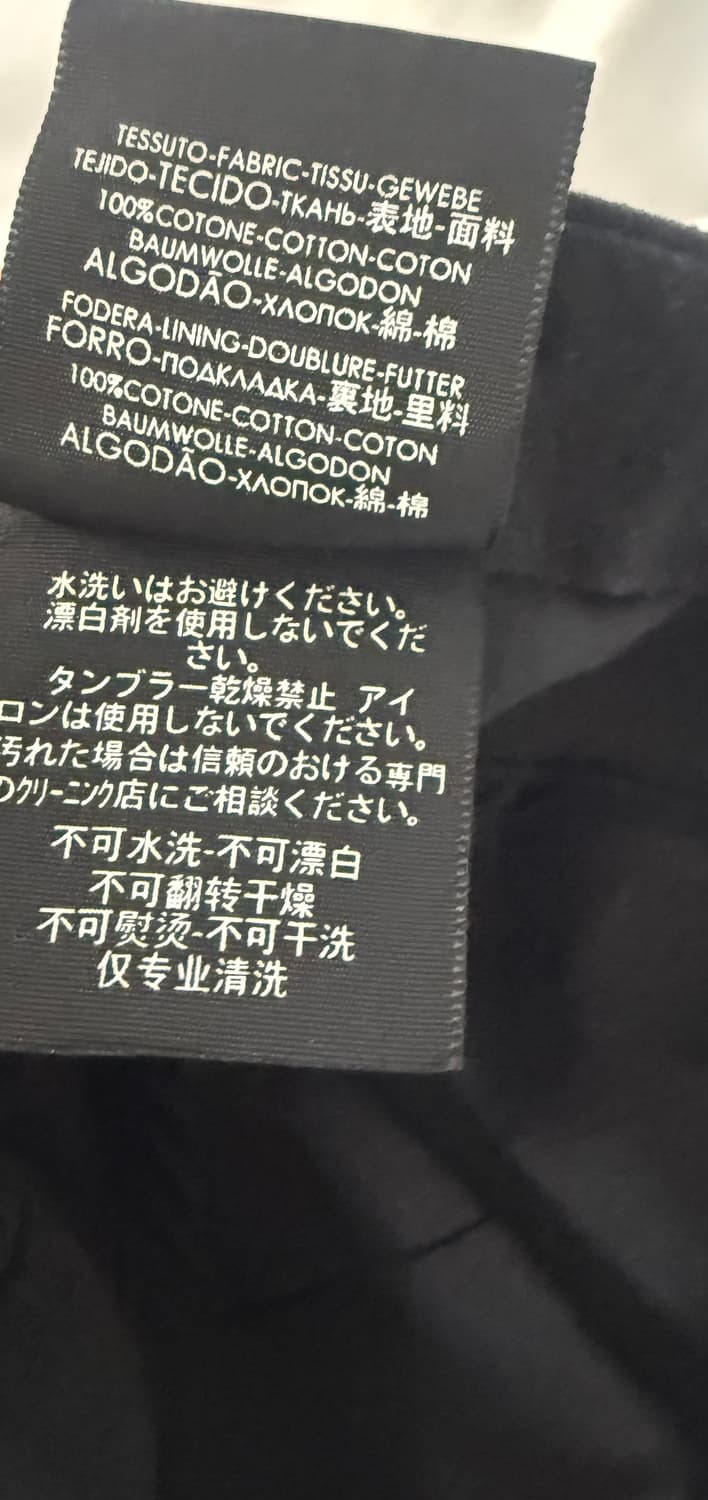 TESSUTO-FABRIC-TISSU-GEWEBE
TEJIDO-TECIDO-ТКАНЬ-表地-面料
100%COTONE-COTTON-COTON
BAUMWOLLE-ALGODON
ALGODÃO-ХЛОПОК-綿-棉
FODERA-LINING-DOUBLURE-FUTTER
FORRO-ПОДКЛАДКА-裏地-里料
100%COTONE-COTTON-COTON
BAUMWOLLE-ALGODON
ALGODÃO-ХЛОПОК-綿-棉
水洗いはお避けください。
漂白剤を使用しないでくだ
さい。
タンブラー乾燥禁止 アイ
ロンは使用しないでください。
汚れた場合は信頼のおける専門
のクリーニンク店にご相談ください。
不可水洗-不可漂白
不可翻转干燥
不可熨烫-不可干洗
仅专业清洗